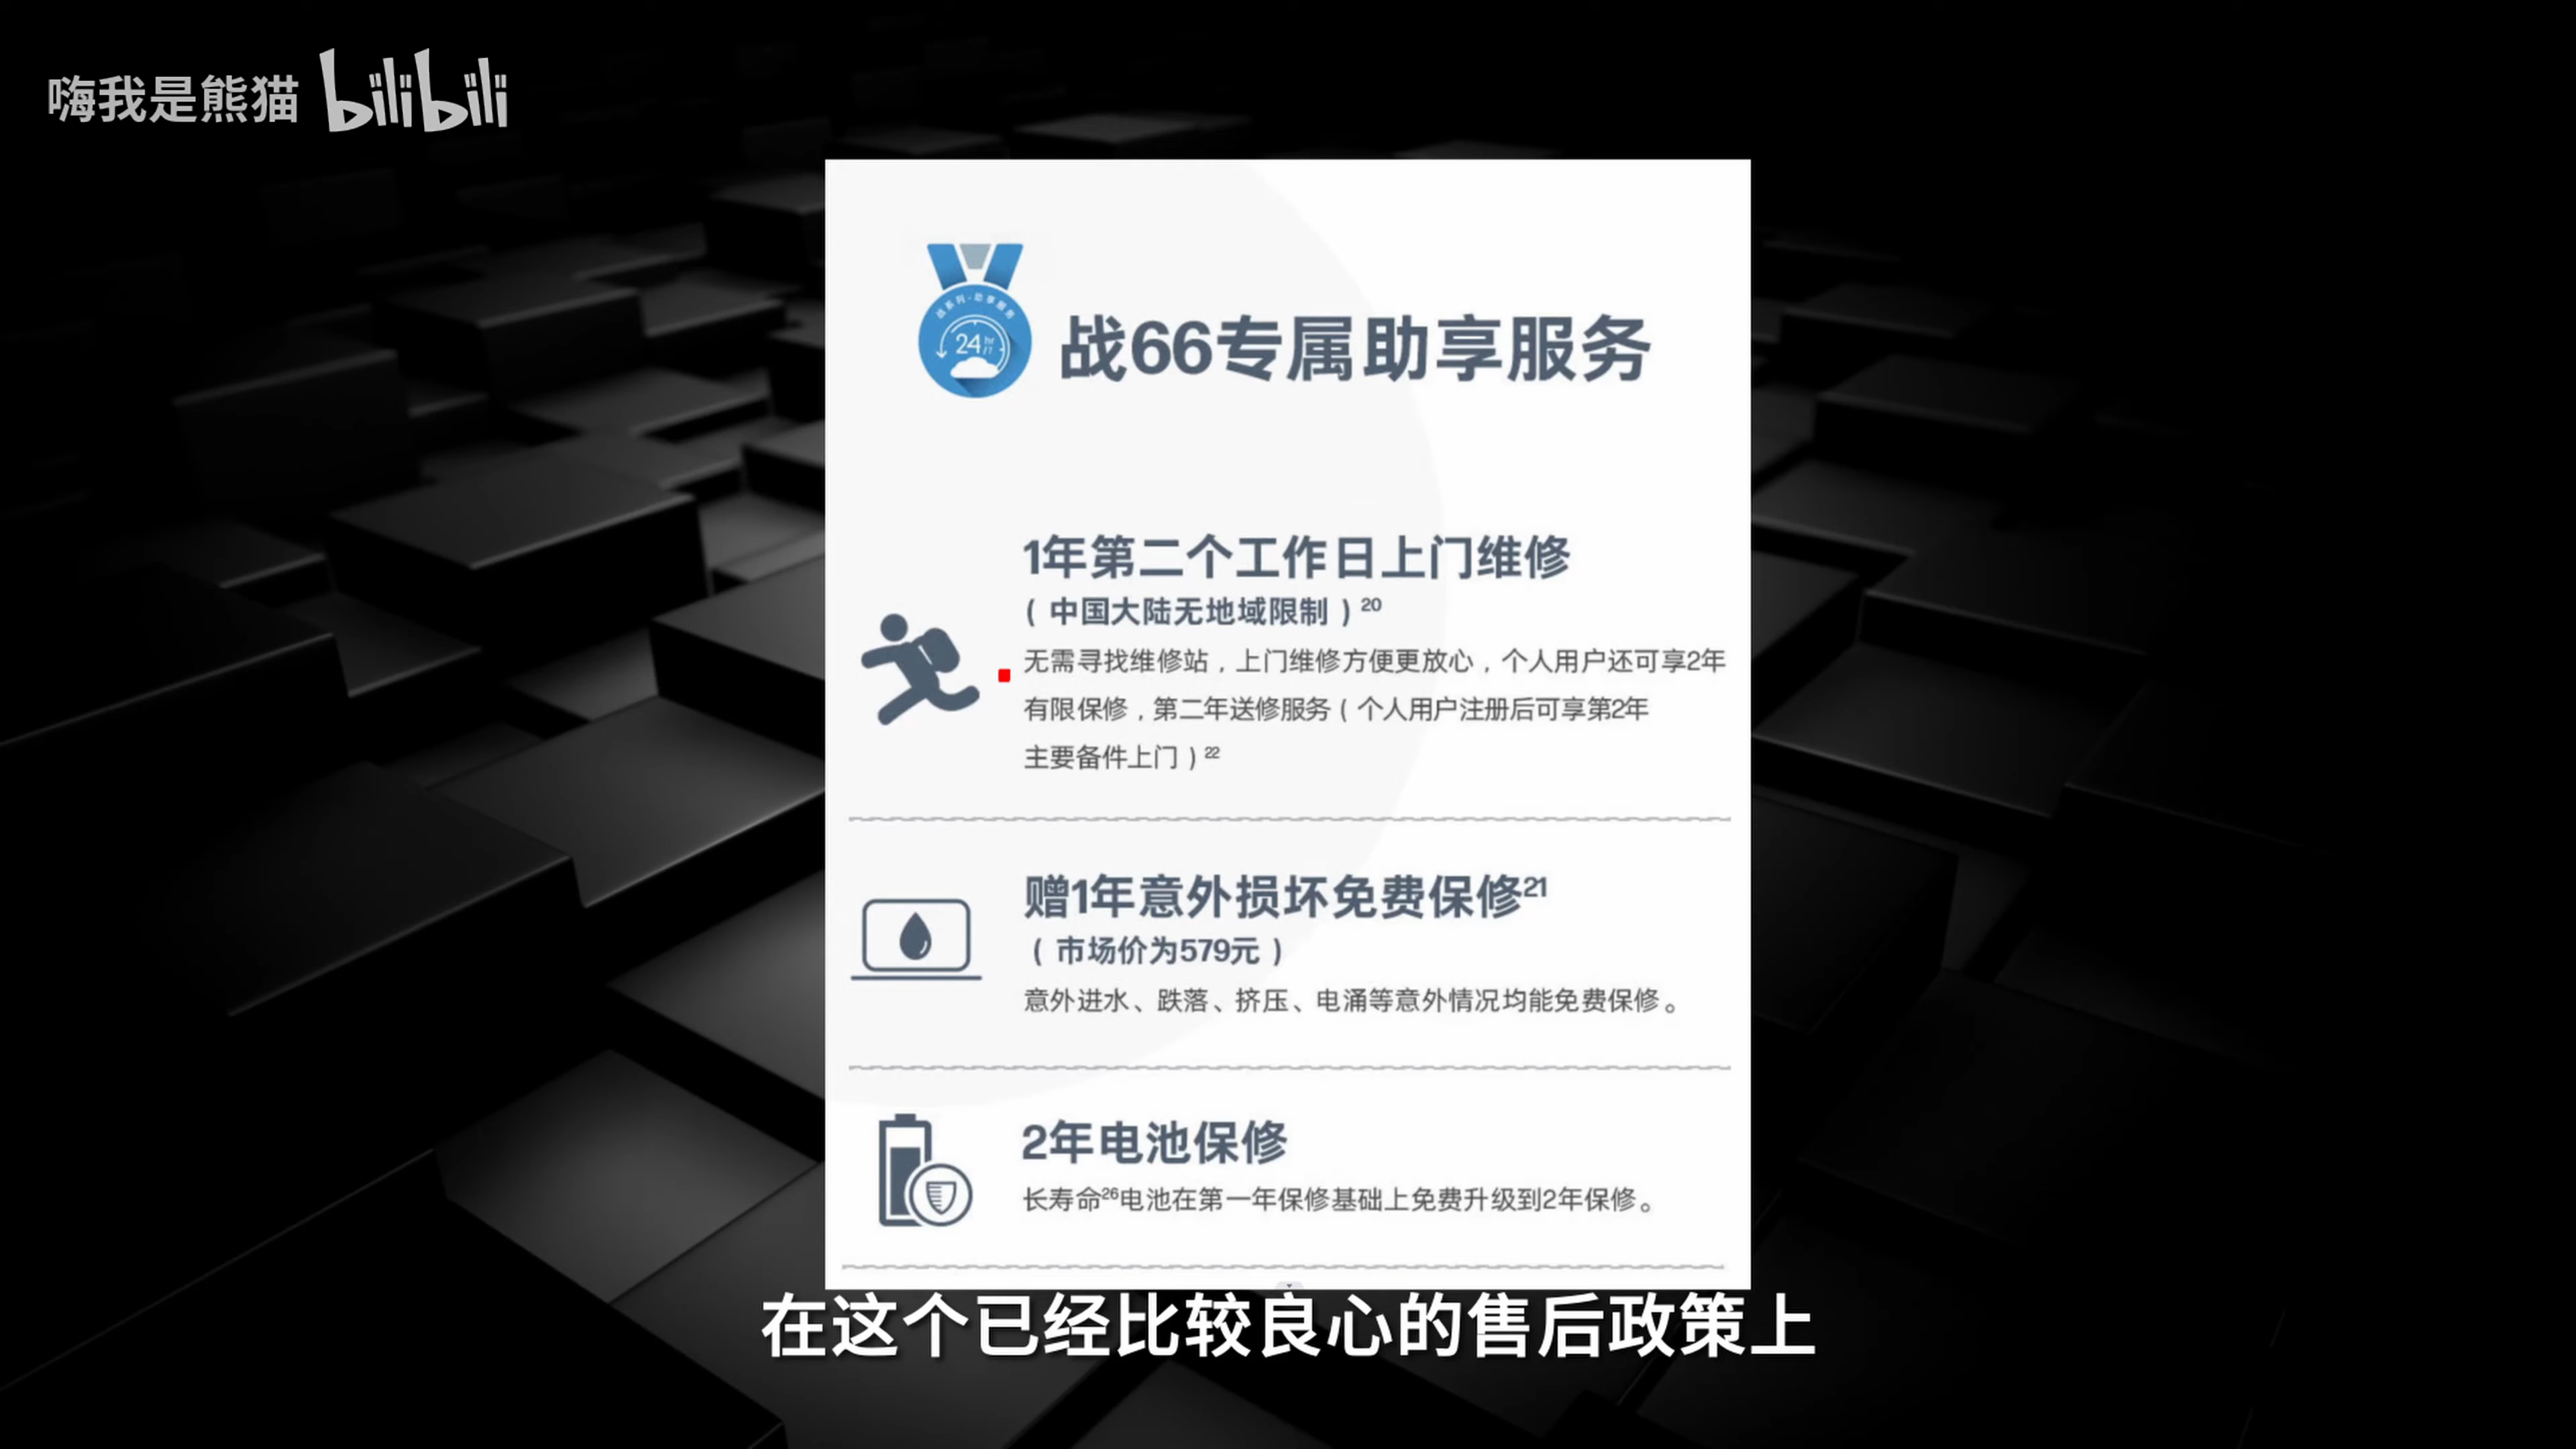 嗨我是熊猫 bilibili
战系列-助享服务
24hr
战66专属助享服务
1年第二个工作日上门维修
（中国大陆无地域限制）20
无需寻找维修站，上门维修方便更放心，个人用户还可享2年
有限保修，第二年送修服务（个人用户注册后可享第2年
主要备件上门）22
赠1年意外损坏免费保修21
（市场价为579元）
意外进水、跌落、挤压、电涌等意外情况均能免费保修。
2年电池保修
长寿命26电池在第一年保修基础上免费升级到2年保修。
在这个已经比较良心的售后政策上